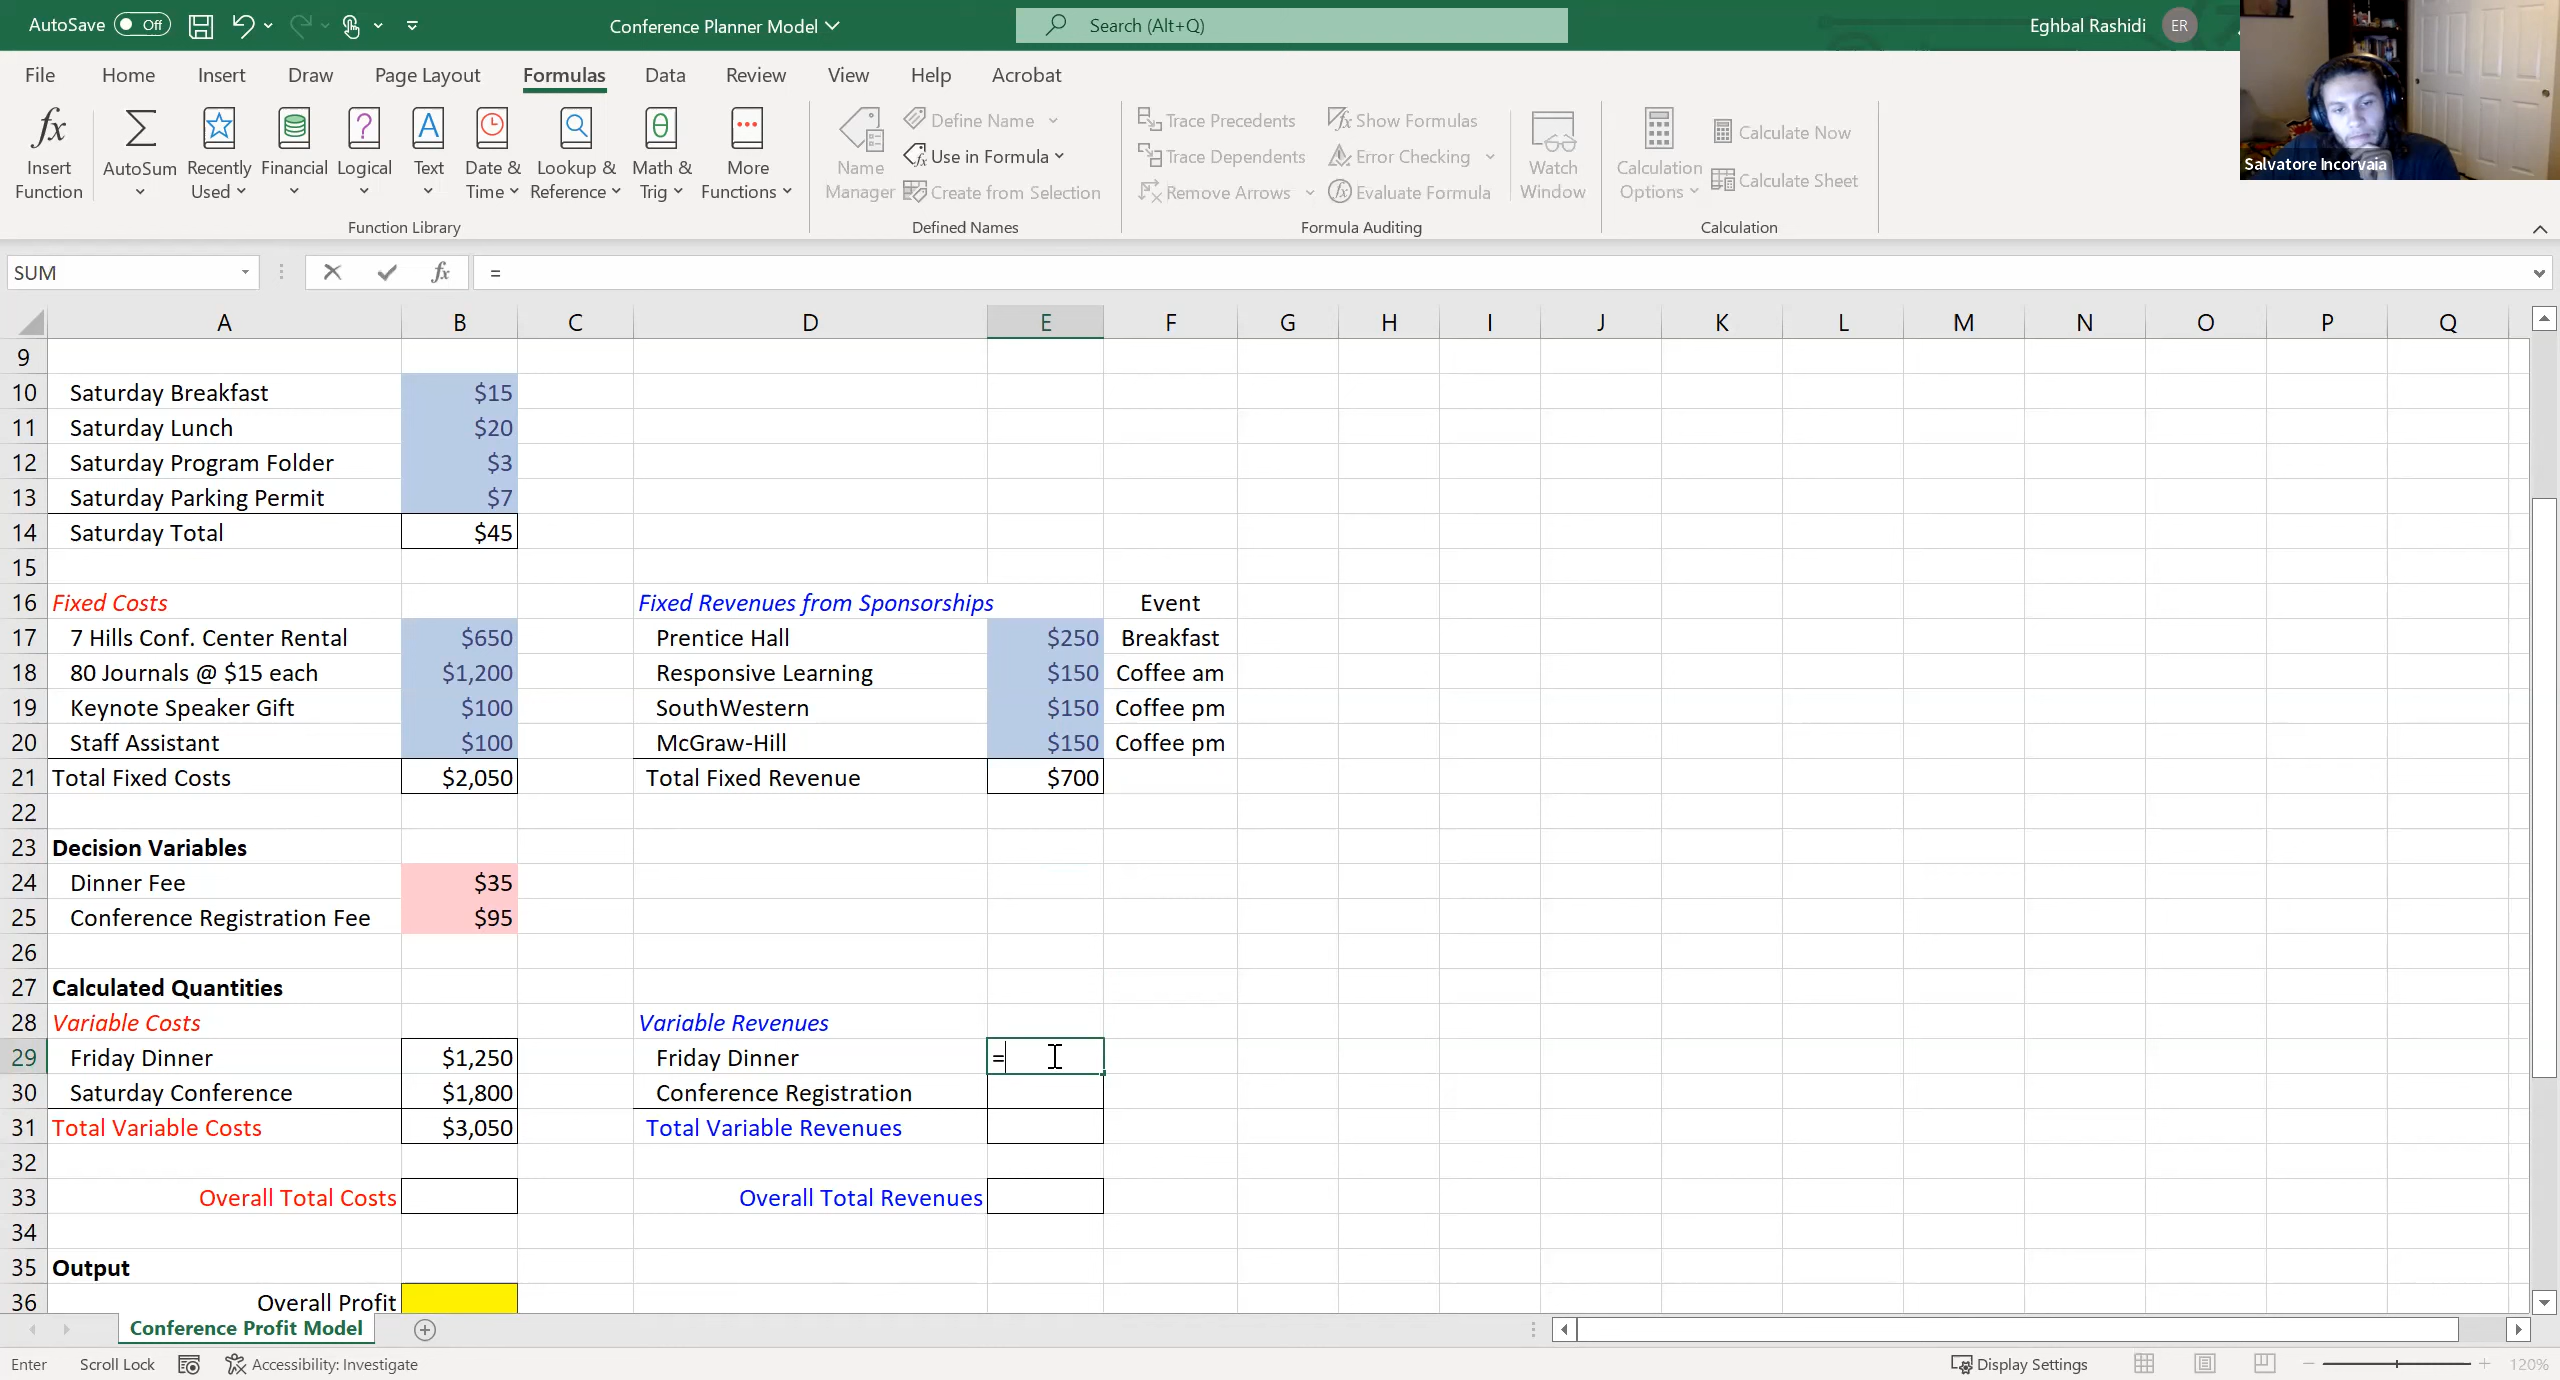 AutoSave Off Conference Planner Model Search (Alt+Q) Eghbal Rashidi ER
File Home Insert Draw Page Layout Formulas Data Review View Help Acrobat
Insert Function AutoSum Recently Used Financial Logical Text Date & Time Lookup & Reference Math & Trig More Functions
Name Manager Define Name Use in Formula Create from Selection
Trace Precedents Trace Dependents Remove Arrows Show Formulas Error Checking Evaluate Formula Watch Window
Calculation Options Calculate Now Calculate Sheet
Function Library Defined Names Formula Auditing Calculation
Salvatore Incorvaia
SUM fx =
A B C D E F G H I J K L M N O P Q
9
10 Saturday Breakfast $15
11 Saturday Lunch $20
12 Saturday Program Folder $3
13 Saturday Parking Permit $7
14 Saturday Total $45
15
16 Fixed Costs Fixed Revenues from Sponsorships Event
17 7 Hills Conf. Center Rental $650 Prentice Hall $250 Breakfast
18 80 Journals @ $15 each $1,200 Responsive Learning $150 Coffee am
19 Keynote Speaker Gift $100 SouthWestern $150 Coffee pm
20 Staff Assistant $100 McGraw-Hill $150 Coffee pm
21 Total Fixed Costs $2,050 Total Fixed Revenue $700
22
23 Decision Variables
24 Dinner Fee $35
25 Conference Registration Fee $95
26
27 Calculated Quantities
28 Variable Costs Variable Revenues
29 Friday Dinner $1,250 Friday Dinner =
30 Saturday Conference $1,800 Conference Registration
31 Total Variable Costs $3,050 Total Variable Revenues
32
33 Overall Total Costs Overall Total Revenues
34
35 Output
36 Overall Profit
Conference Profit Model
Enter Scroll Lock Accessibility: Investigate Display Settings 120%